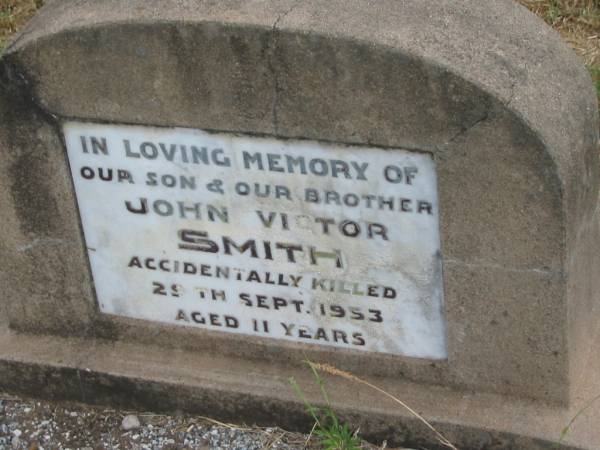 IN LOVING MEMORY OF
OUR SON & OUR BROTHER
JOHN VICTOR
SMITH
ACCIDENTALLY KILLED
29TH SEPT. 1953
AGED 11 YEARS